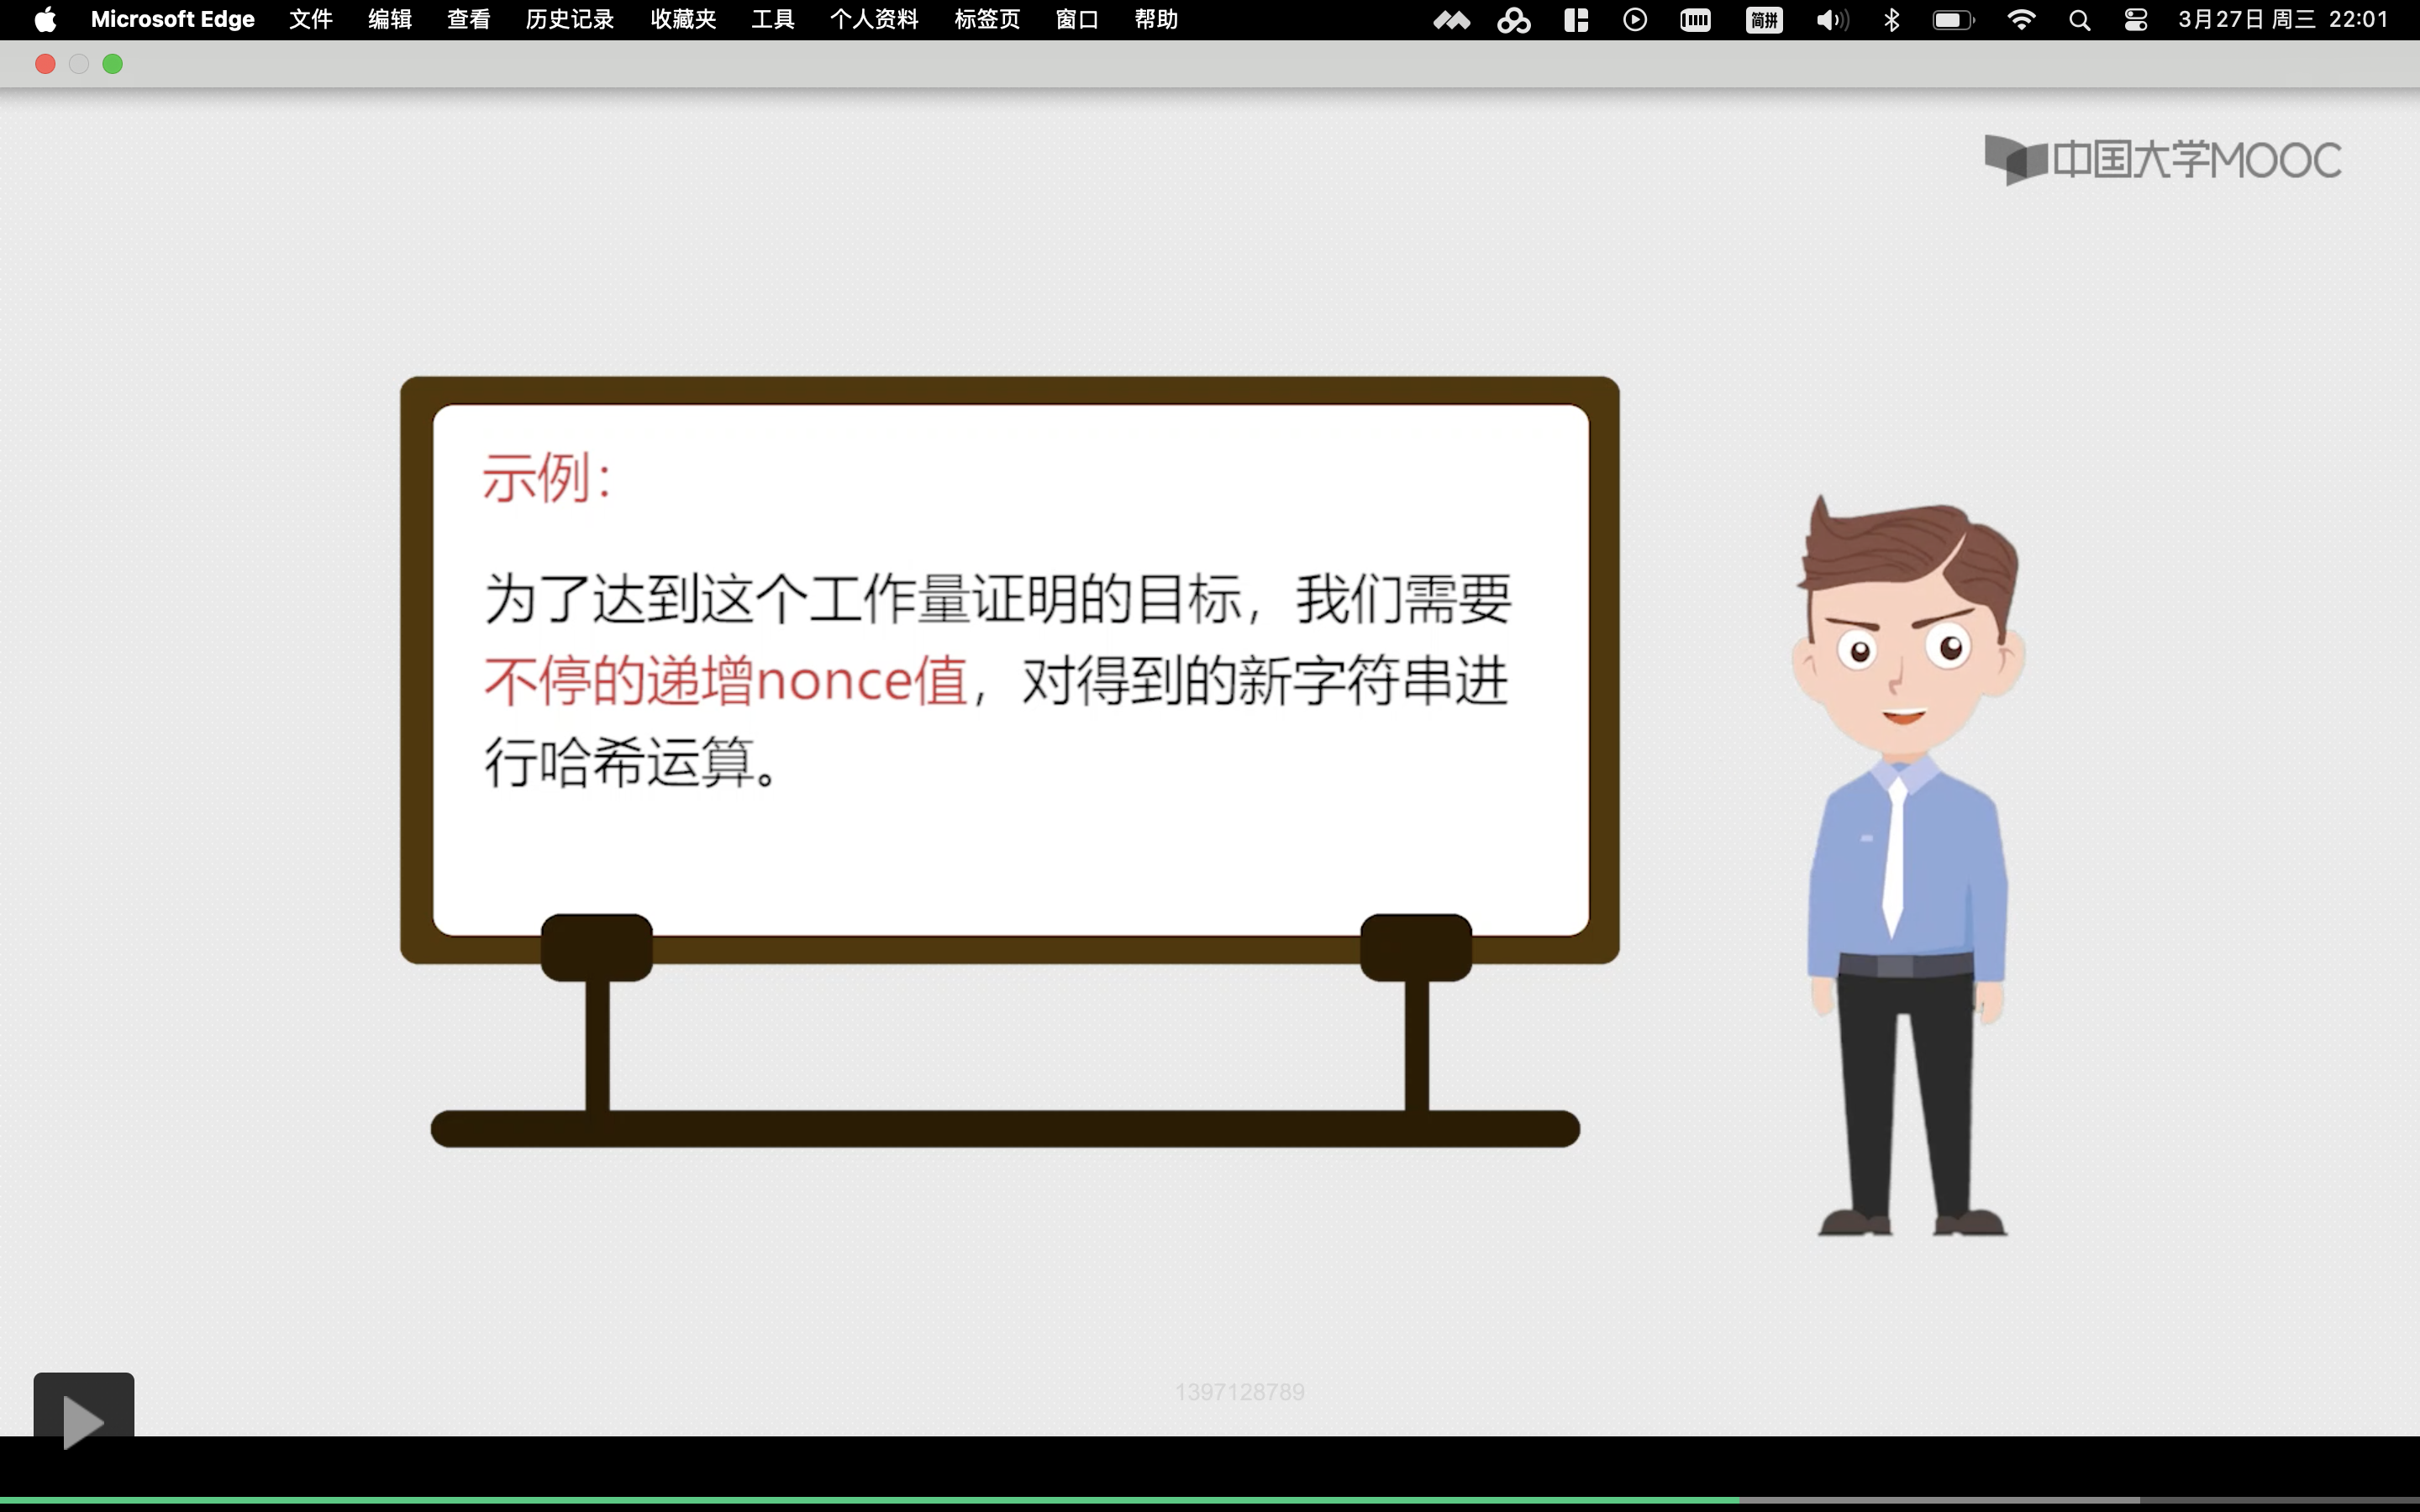 Microsoft Edge 文件 编辑 查看 历史记录 收藏夹 工具 个人资料 标签页 窗口 帮助 简拼 3月27日 周三 22:01
中国大学MOOC
示例：
为了达到这个工作量证明的目标，我们需要
不停的递增nonce值，对得到的新字符串进
行哈希运算。
1397128789